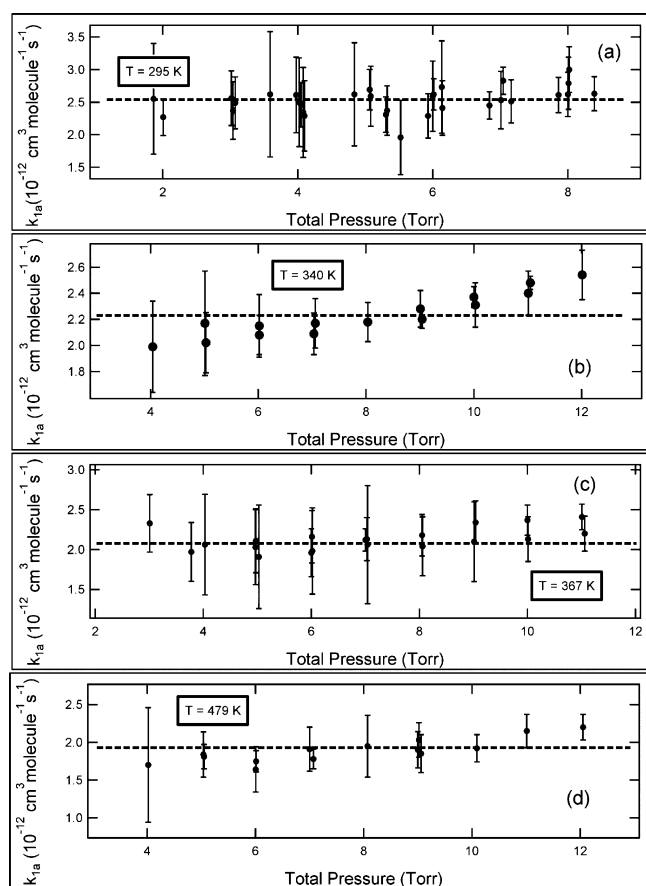 (a)
T = 295 K
3.5
3.0
2.5
2.0
1.5
k1a(10-12 cm3 molecule-1 s-1)
2 4 6 8
Total Pressure (Torr)
T = 340 K
2.6
2.4
2.2
2.0
1.8
k1a (10-12 cm3 molecule-1 s-1)
(b)
4 6 8 10 12
Total Pressure (Torr)
(c)
3.0
2.5
2.0
1.5
k1a (10-12 cm3 molecule-1 s-1)
T = 367 K
2 4 6 8 10 12
Total Pressure (Torr)
T = 479 K
2.5
2.0
1.5
1.0
k1a (10-12 cm3 molecule-1 s-1)
(d)
4 6 8 10 12
Total Pressure (Torr)